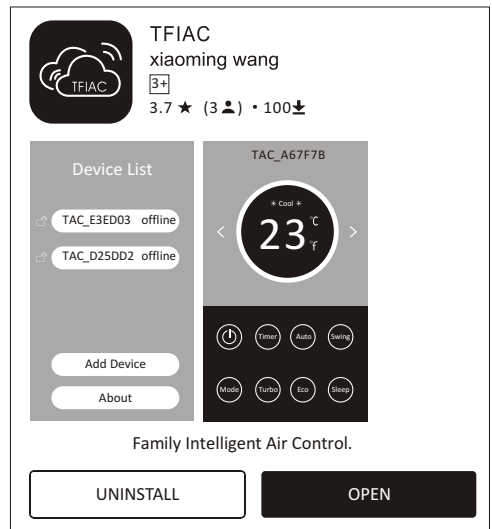 TFIAC
TFIAC
xiaoming wang
3+
3.7 ★ (3) • 100
Device List
TAC_E3ED03 offline
TAC_D25DD2 offline
Add Device
About
TAC_A67F7B
☀ Cool ☀
23 °C
°f
Timer Auto Swing
Mode Turbo Eco Sleep
Family Intelligent Air Control.
UNINSTALL OPEN